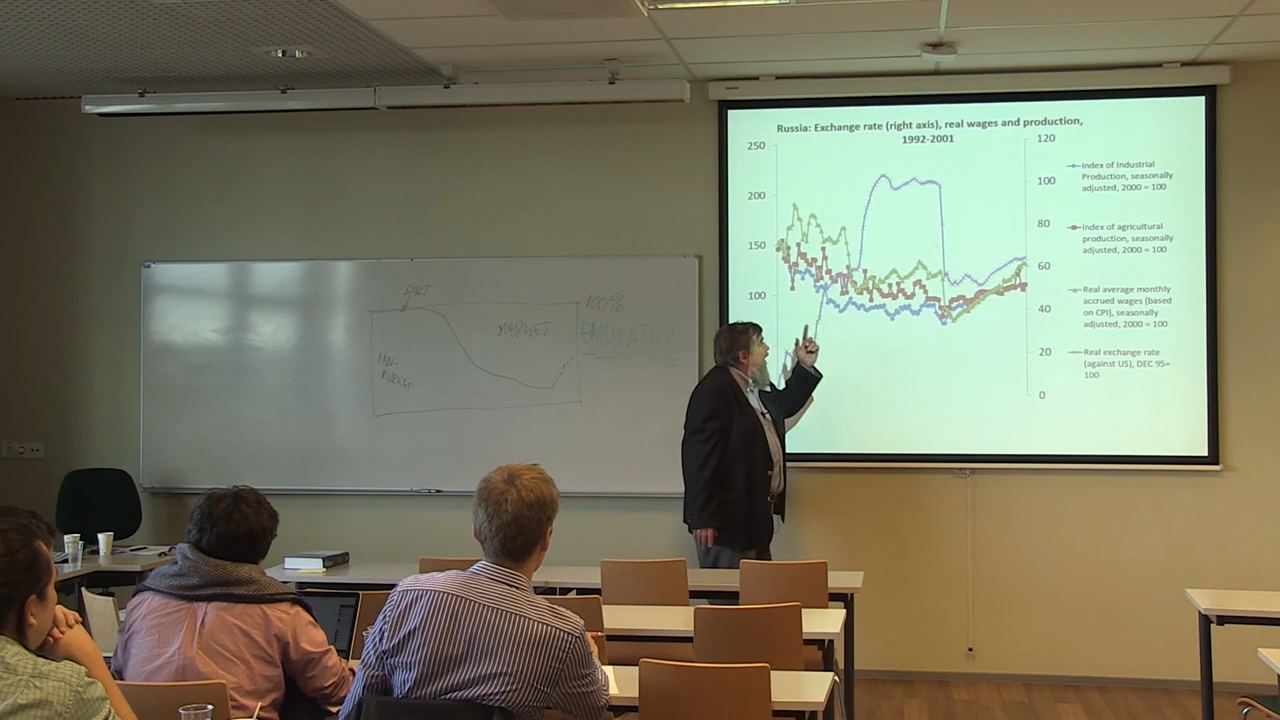 Russia: Exchange rate (right axis), real wages and production,
1992-2001
250
200
150
100
120
100
80
60
40
20
0
Index of Industrial
Production, seasonally
adjusted, 2000 = 100
Index of agricultural
production, seasonally
adjusted, 2000 = 100
Real average monthly
accrued wages (based
on CPI), seasonally
adjusted, 2000 = 100
Real exchange rate
(against US), DEC 95=
100
100%
MARKET